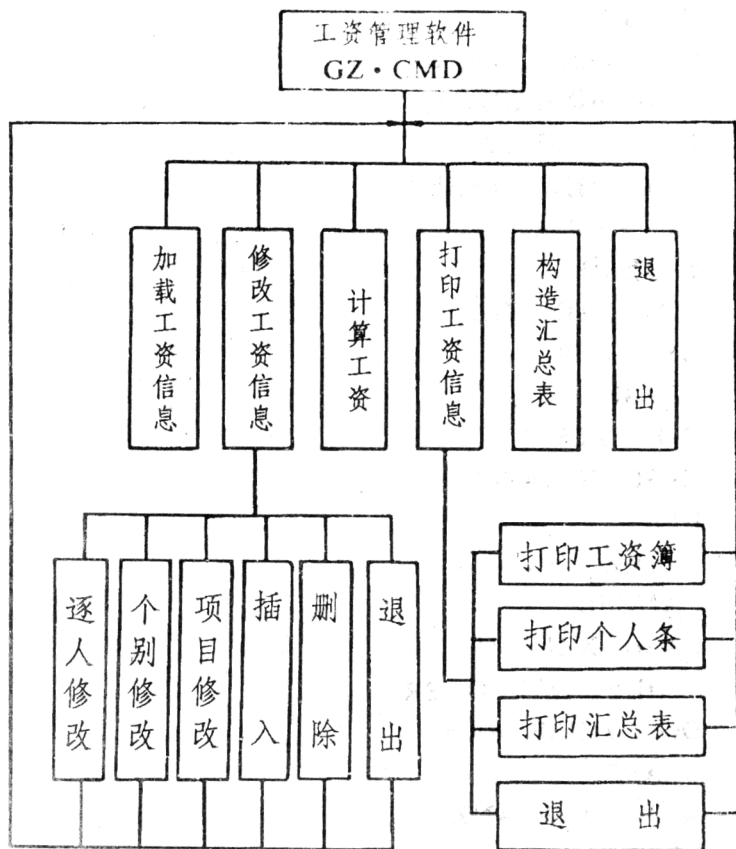 工资管理软件
GZ·CMD
加载工资信息
修改工资信息
计算工资
打印工资信息
构造汇总表
退出
逐人修改
个别修改
项目修改
插入
删除
退出
打印工资簿
打印个人条
打印汇总表
退出